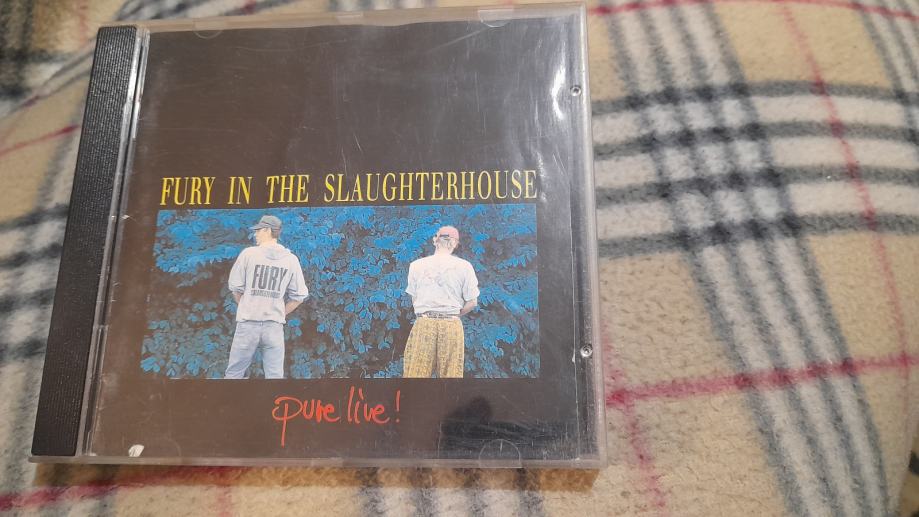 FURY IN THE SLAUGHTERHOUSE
FURY
pure live!